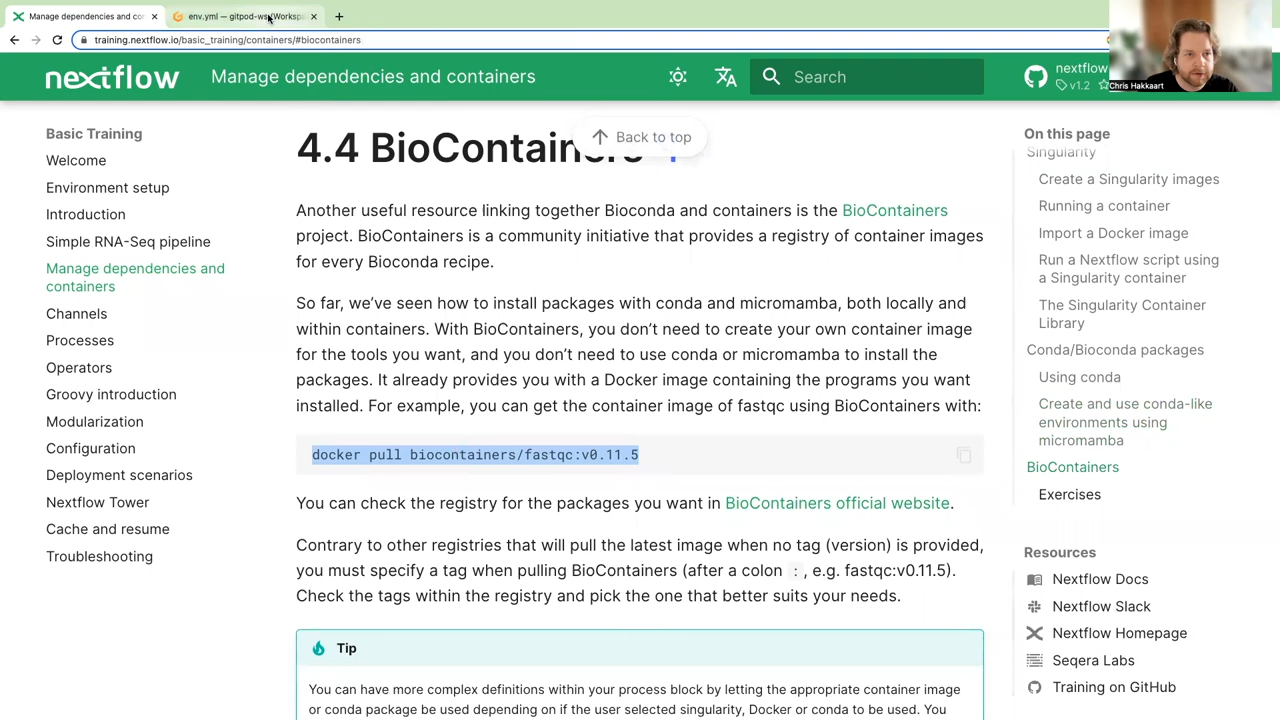 Manage dependencies and co
env.yml — gitpod-ws (Workspa
training.nextflow.io/basic_training/containers/#biocontainers
nextflow
Manage dependencies and containers
Search
nextflow
v1.2
Chris Hakkaart
Basic Training
Welcome
Environment setup
Introduction
Simple RNA-Seq pipeline
Manage dependencies and
containers
Channels
Processes
Operators
Groovy introduction
Modularization
Configuration
Deployment scenarios
Nextflow Tower
Cache and resume
Troubleshooting
4.4 BioContainers
Back to top
Another useful resource linking together Bioconda and containers is the BioContainers
project. BioContainers is a community initiative that provides a registry of container images
for every Bioconda recipe.
So far, we've seen how to install packages with conda and micromamba, both locally and
within containers. With BioContainers, you don't need to create your own container image
for the tools you want, and you don't need to use conda or micromamba to install the
packages. It already provides you with a Docker image containing the programs you want
installed. For example, you can get the container image of fastqc using BioContainers with:
docker pull biocontainers/fastqc:v0.11.5
You can check the registry for the packages you want in BioContainers official website.
Contrary to other registries that will pull the latest image when no tag (version) is provided,
you must specify a tag when pulling BioContainers (after a colon :, e.g. fastqc:v0.11.5).
Check the tags within the registry and pick the one that better suits your needs.
Tip
You can have more complex definitions within your process block by letting the appropriate container image
or conda package be used depending on if the user selected singularity, Docker or conda to be used. You
On this page
Singularity
Create a Singularity images
Running a container
Import a Docker image
Run a Nextflow script using
a Singularity container
The Singularity Container
Library
Conda/Bioconda packages
Using conda
Create and use conda-like
environments using
micromamba
BioContainers
Exercises
Resources
Nextflow Docs
Nextflow Slack
Nextflow Homepage
Seqera Labs
Training on GitHub